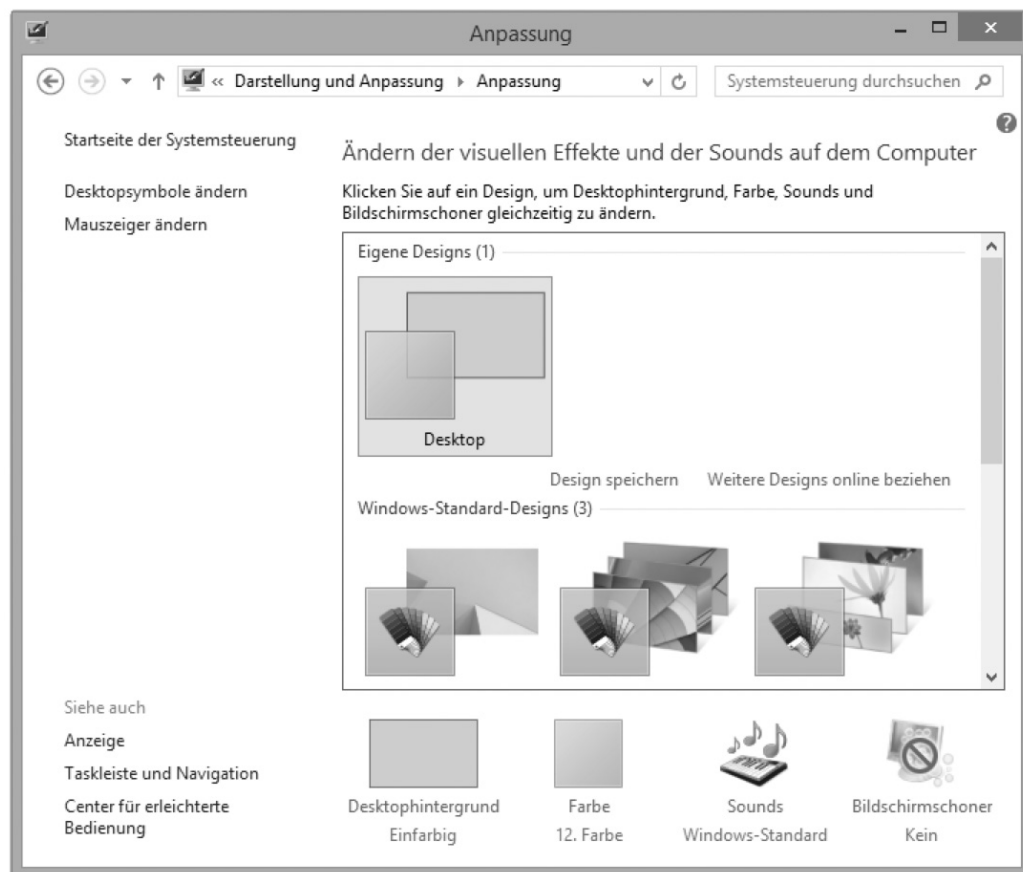 Anpassung
« Darstellung und Anpassung Anpassung
Systemsteuerung durchsuchen
Startseite der Systemsteuerung
Desktopsymbole ändern
Mauszeiger ändern
Ändern der visuellen Effekte und der Sounds auf dem Computer
Klicken Sie auf ein Design, um Desktophintergrund, Farbe, Sounds und
Bildschirmschoner gleichzeitig zu ändern.
Eigene Designs (1)
Desktop
Design speichern
Weitere Designs online beziehen
Windows-Standard-Designs (3)
Siehe auch
Anzeige
Taskleiste und Navigation
Center für erleichterte
Bedienung
Desktophintergrund
Einfarbig
Farbe
12. Farbe
Sounds
Windows-Standard
Bildschirmschoner
Kein